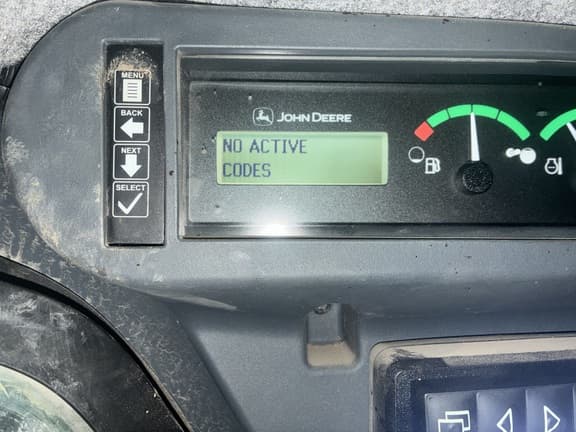 MENU
BACK
NEXT
SELECT
JOHN DEERE
NO ACTIVE
CODES